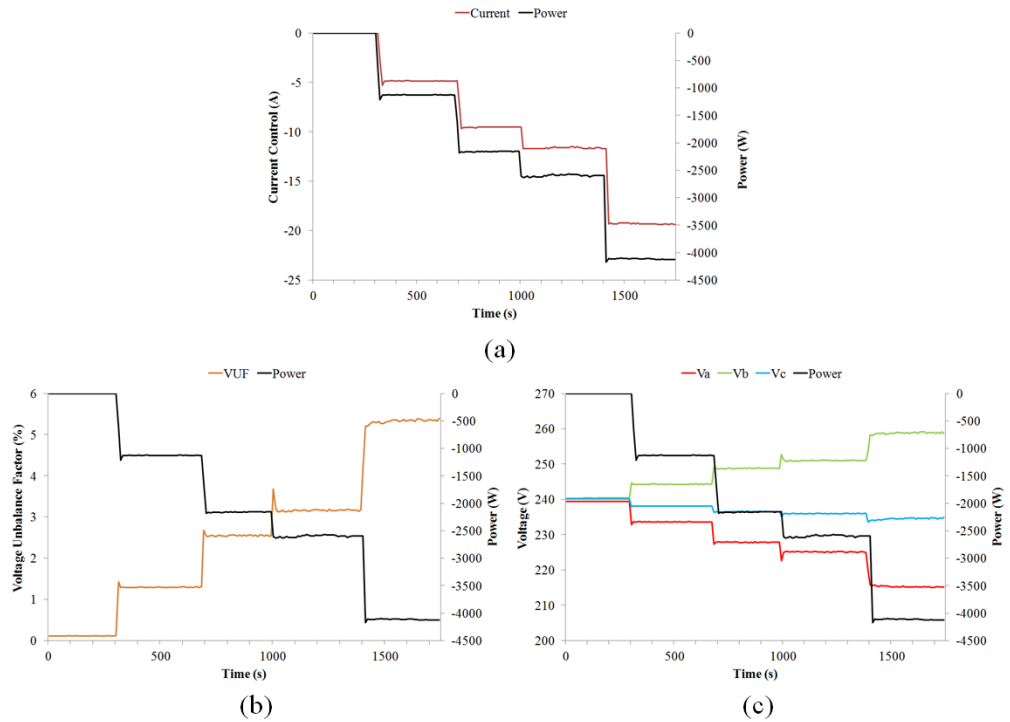 Current Power
0 0
-500
-5 -1000
-1500
-10 -2000
-2500
-15 -3000
-3500
-20 -4000
-25 -4500
Current Control (A)
Power (W)
0 500 1000 1500
Time (s)
(a)
VUF Power
6 0
-500
5 -1000
4 -1500
-2000
3
-2500
2 -3000
-3500
1 -4000
0 -4500
Voltage Unbalance Factor (%)
Power (W)
0 500 1000 1500
Time (s)
(b)
Va Vb Vc Power
270 0
-500
260
-1000
250
-1500
240 -2000
230 -2500
220 -3000
-3500
210
-4000
200 -4500
Voltage (V)
Power (W)
0 500 1000 1500
Time (s)
(c)